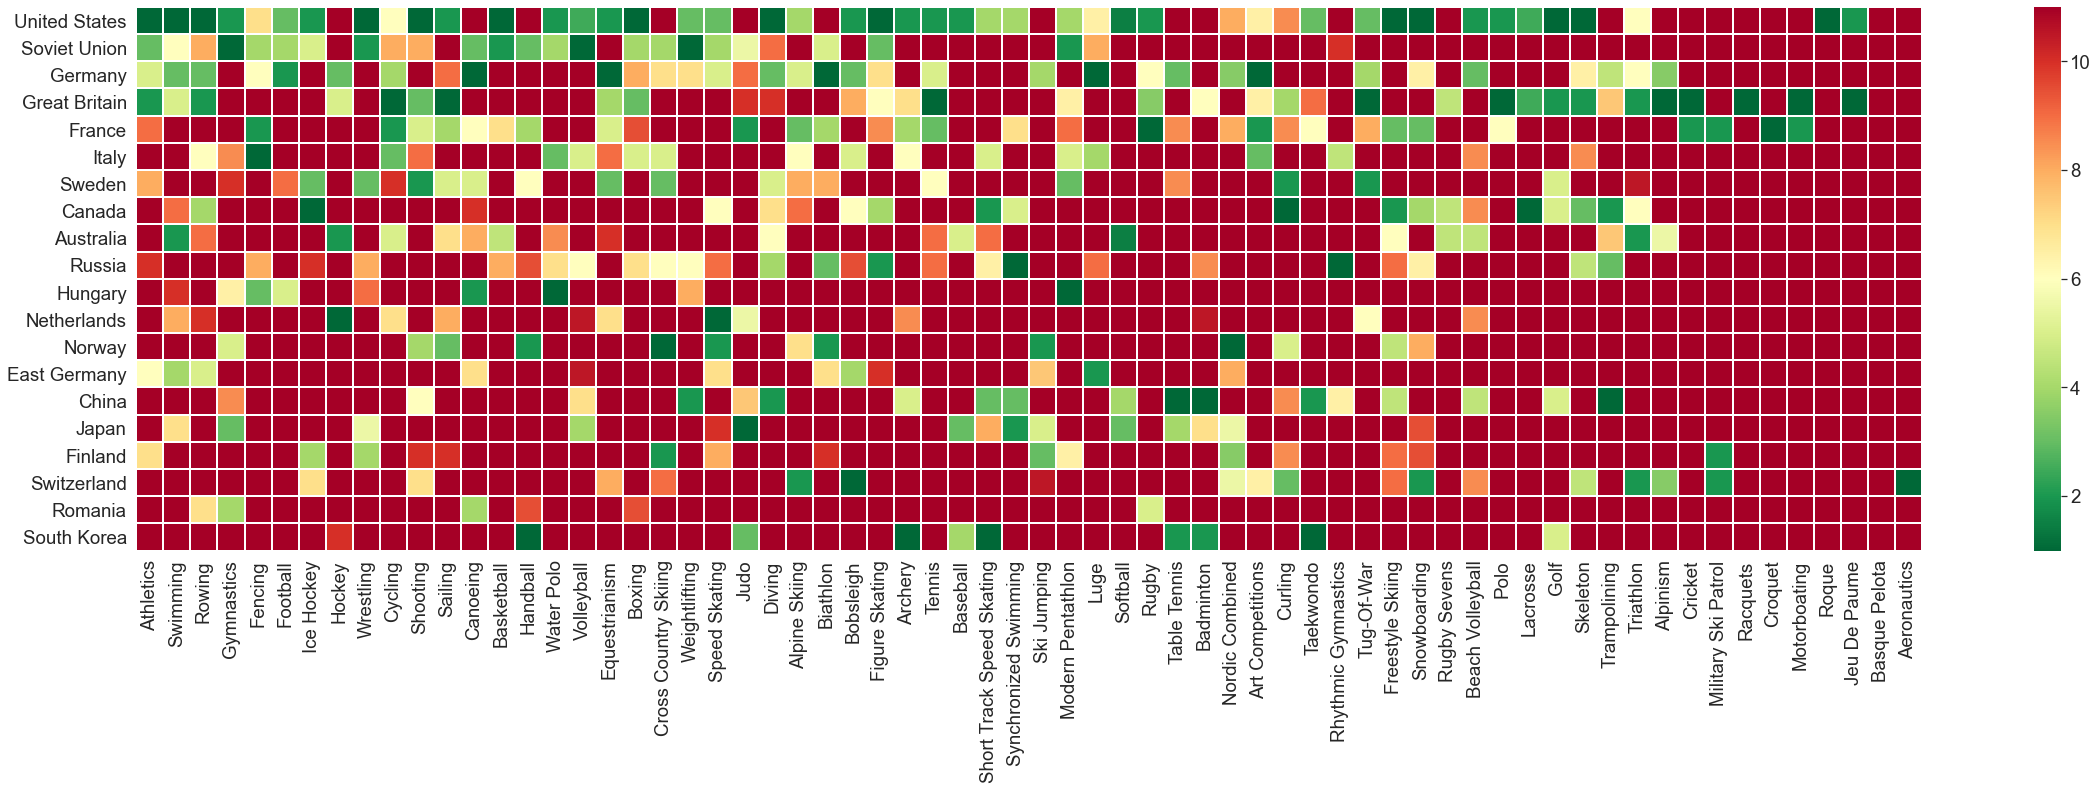 United States
Soviet Union
Germany
Great Britain
France
Italy
Sweden
Canada
Australia
Russia
Hungary
Netherlands
Norway
East Germany
China
Japan
Finland
Switzerland
Romania
South Korea
Athletics
Swimming
Rowing
Gymnastics
Fencing
Football
Ice Hockey
Hockey
Wrestling
Cycling
Shooting
Sailing
Canoeing
Basketball
Handball
Water Polo
Volleyball
Equestrianism
Boxing
Cross Country Skiing
Weightlifting
Speed Skating
Judo
Diving
Alpine Skiing
Biathlon
Bobsleigh
Figure Skating
Archery
Tennis
Baseball
Short Track Speed Skating
Synchronized Swimming
Ski Jumping
Modern Pentathlon
Luge
Softball
Rugby
Table Tennis
Badminton
Nordic Combined
Art Competitions
Curling
Taekwondo
Rhythmic Gymnastics
Tug-Of-War
Freestyle Skiing
Snowboarding
Rugby Sevens
Beach Volleyball
Polo
Lacrosse
Golf
Skeleton
Trampolining
Triathlon
Alpinism
Cricket
Military Ski Patrol
Racquets
Croquet
Motorboating
Roque
Jeu De Paume
Basque Pelota
Aeronautics
10
8
6
4
2